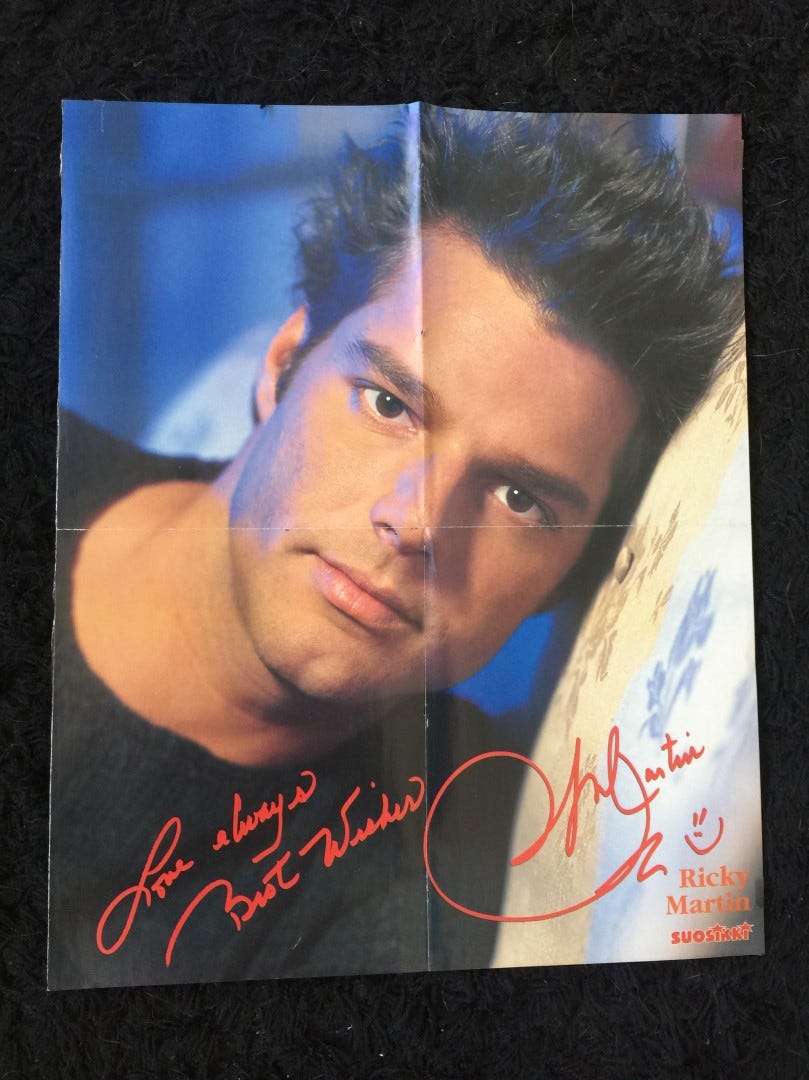 Love always
Best Wishes
Martin
Ricky
Martin
SUOSIKKI